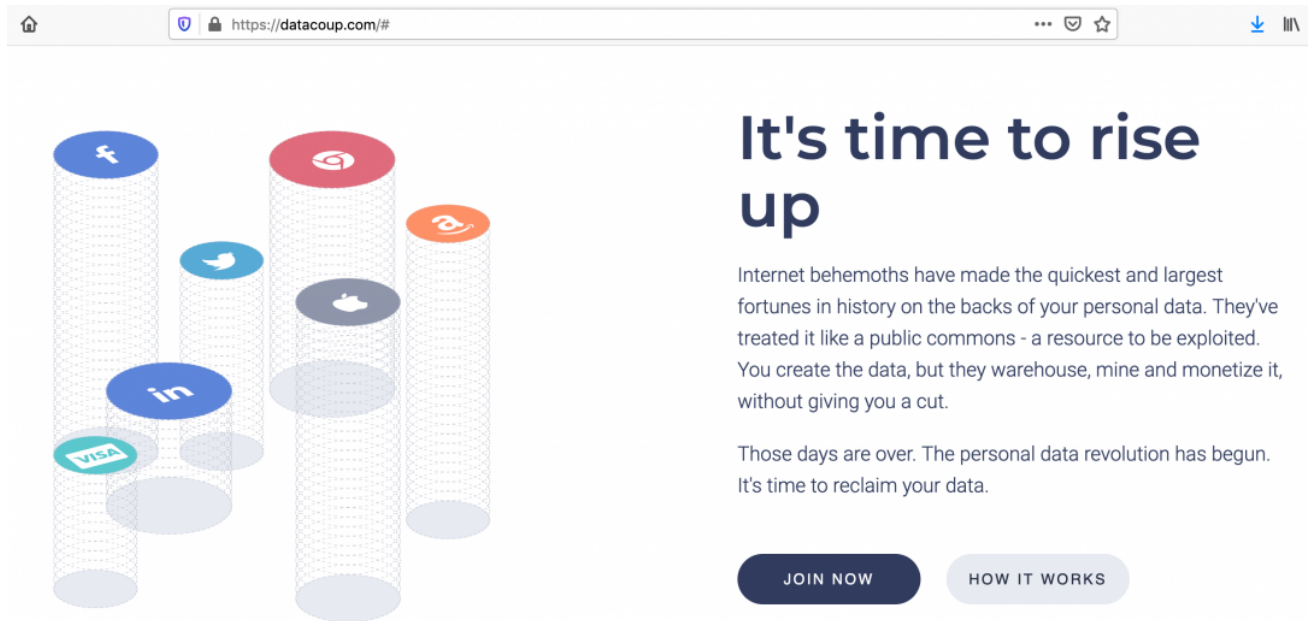 https://datacoup.com/#
It's time to rise
up
Internet behemoths have made the quickest and largest
fortunes in history on the backs of your personal data. They've
treated it like a public commons - a resource to be exploited.
You create the data, but they warehouse, mine and monetize it,
without giving you a cut.
Those days are over. The personal data revolution has begun.
It's time to reclaim your data.
JOIN NOW
HOW IT WORKS
f
a
in
VISA